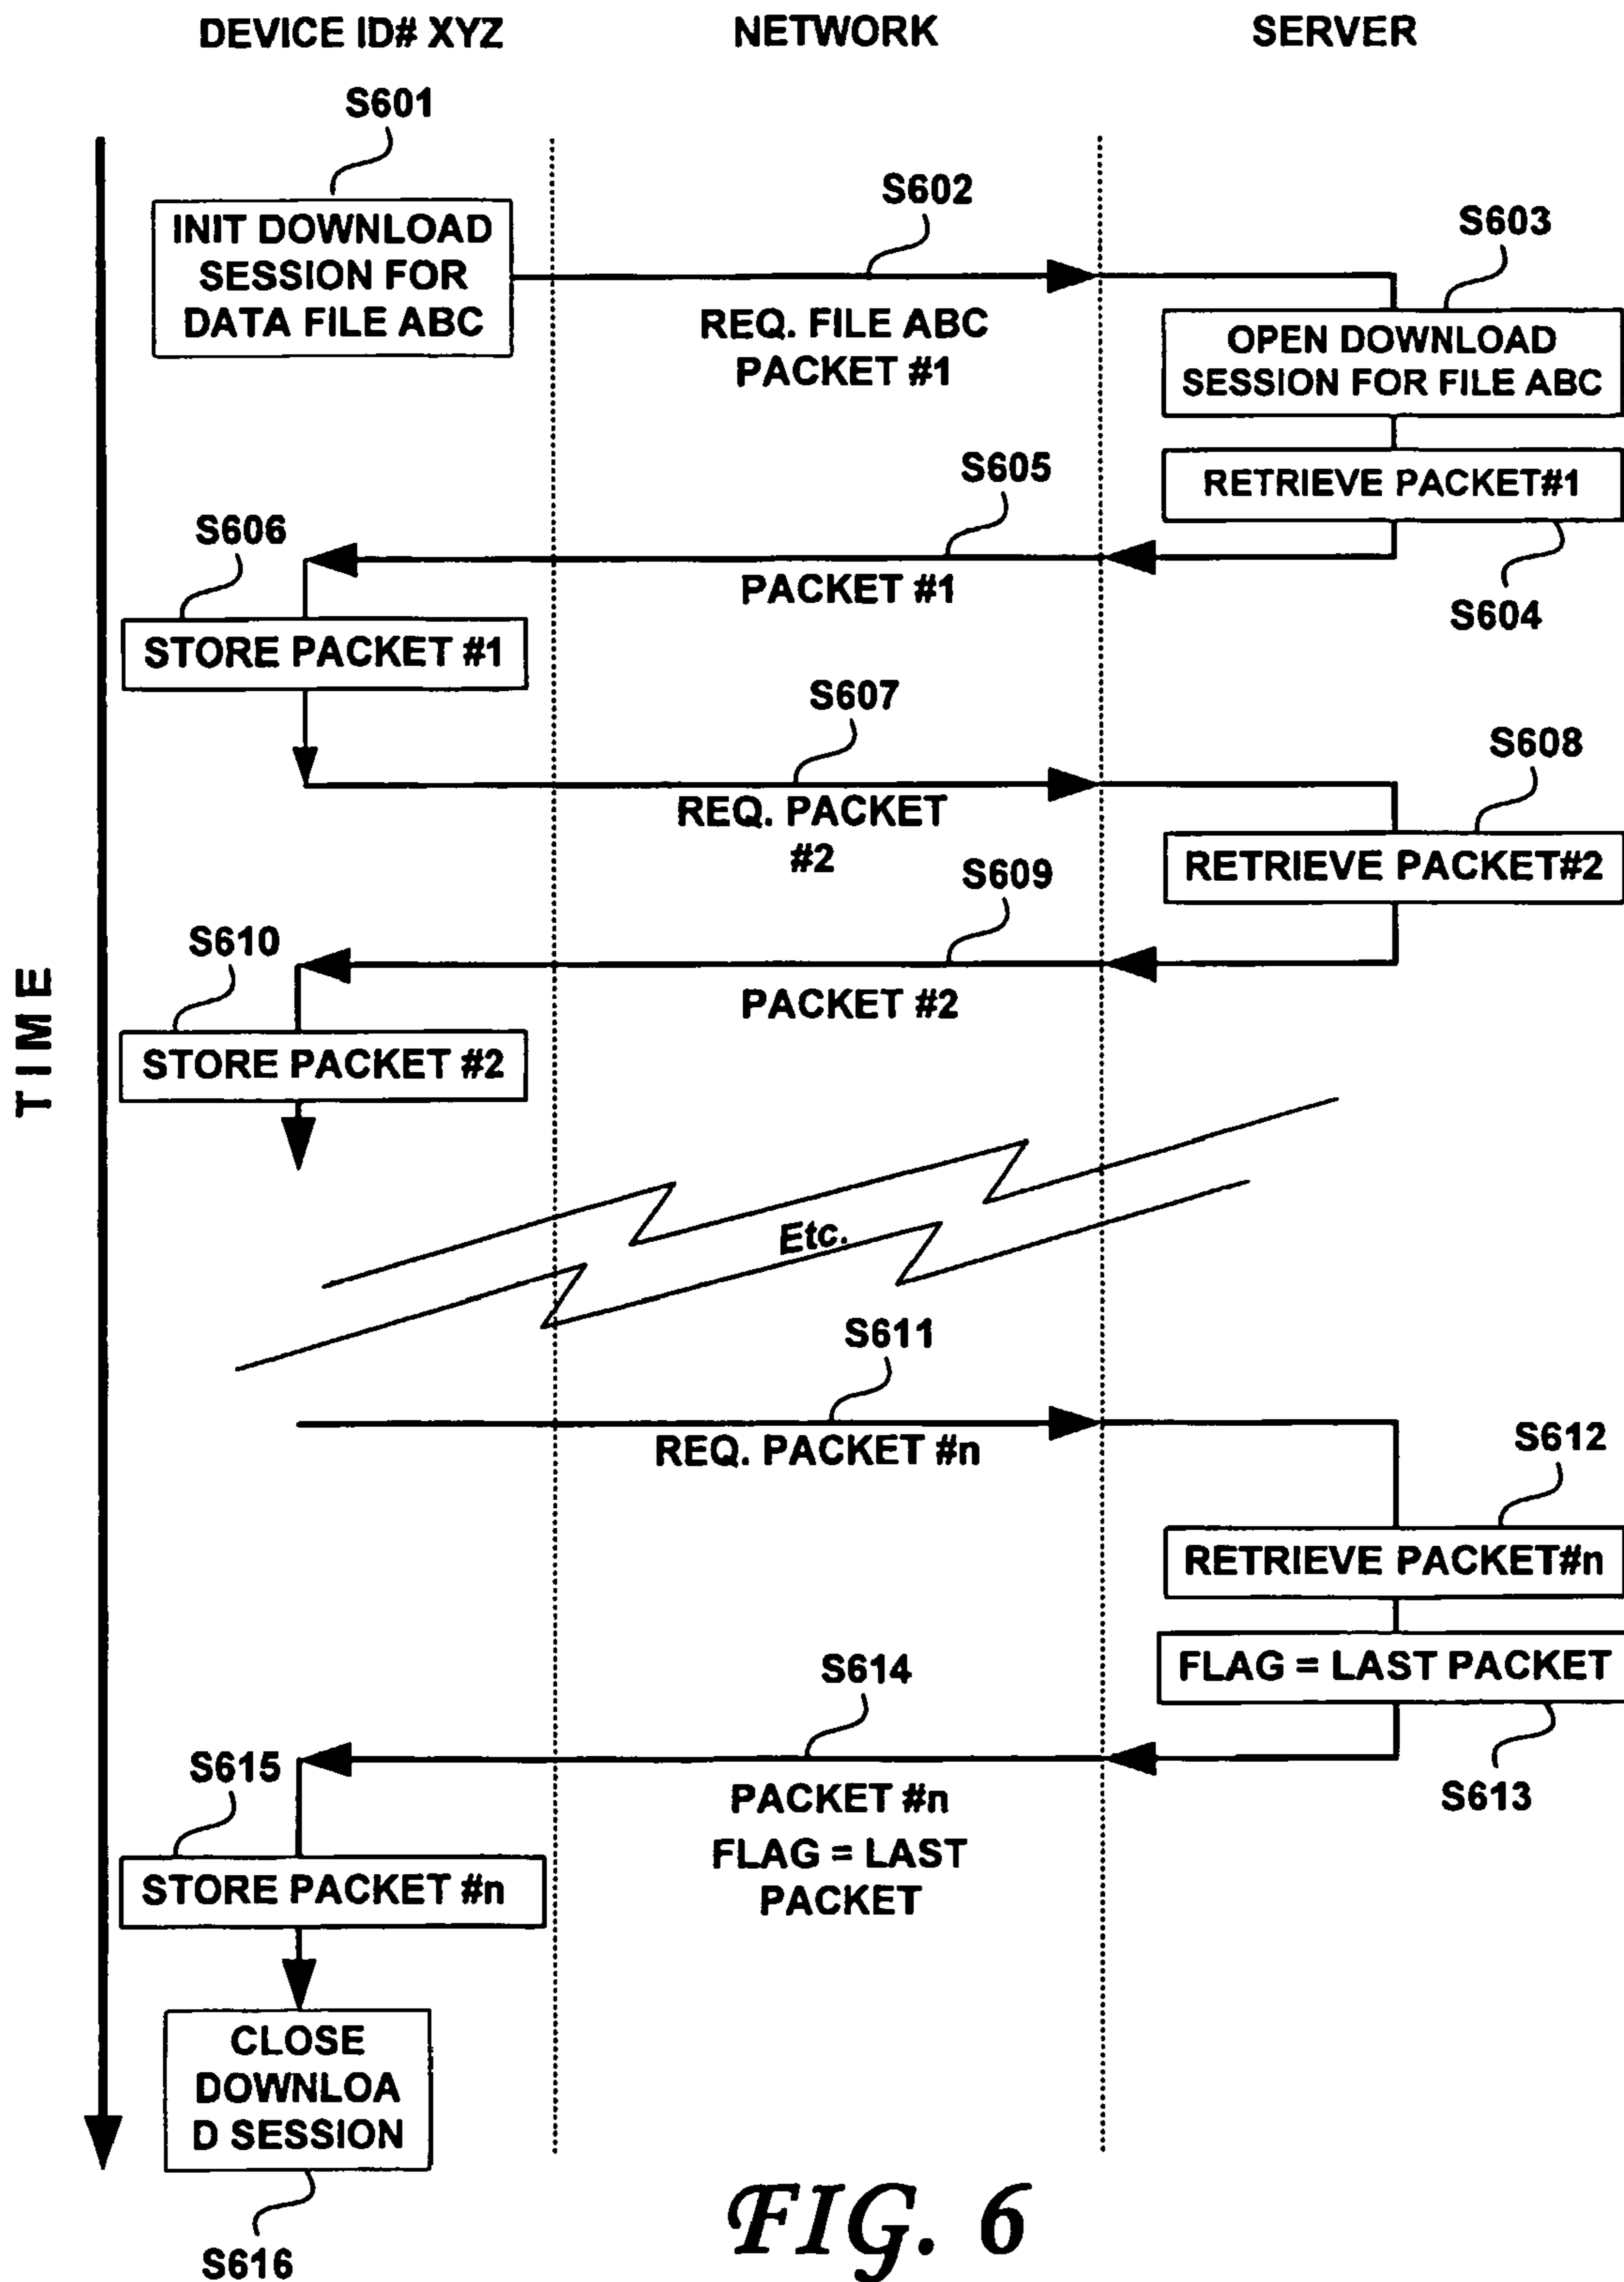 DEVICE ID# XYZ
NETWORK
SERVER
S601
S602
S603
INIT DOWNLOAD
SESSION FOR
DATA FILE ABC
REQ. FILE ABC
PACKET #1
OPEN DOWNLOAD
SESSION FOR FILE ABC
S605
RETRIEVE PACKET#1
S606
PACKET #1
S604
STORE PACKET #1
S607
S608
REQ. PACKET
#2
RETRIEVE PACKET#2
S609
S610
PACKET #2
STORE PACKET #2
TIME
Etc.
S611
REQ. PACKET #n
S612
RETRIEVE PACKET#n
FLAG = LAST PACKET
S614
S615
S613
PACKET #n
FLAG = LAST
PACKET
STORE PACKET #n
CLOSE
DOWNLOA
D SESSION
S616
FIG. 6